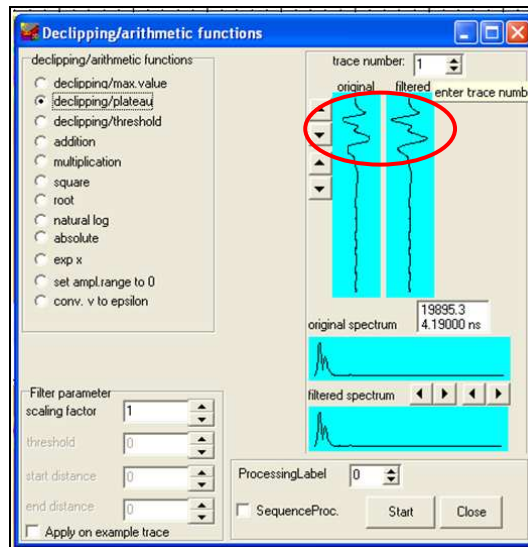 Declipping/arithmetic functions
declipping/arithmetic functions
declipping/max.value
declipping/plateau
declipping/threshold
addition
multiplication
square
root
natural log
absolute
exp x
set ampl.range to 0
conv. v to epsilon
trace number: 1
original filtered
enter trace numb
original spectrum
19895.3
4.19000 ns
filtered spectrum
Filter parameter
scaling factor 1
threshold 0
start distance 0
end distance 0
Apply on example trace
ProcessingLabel 0
SequenceProc. Start Close